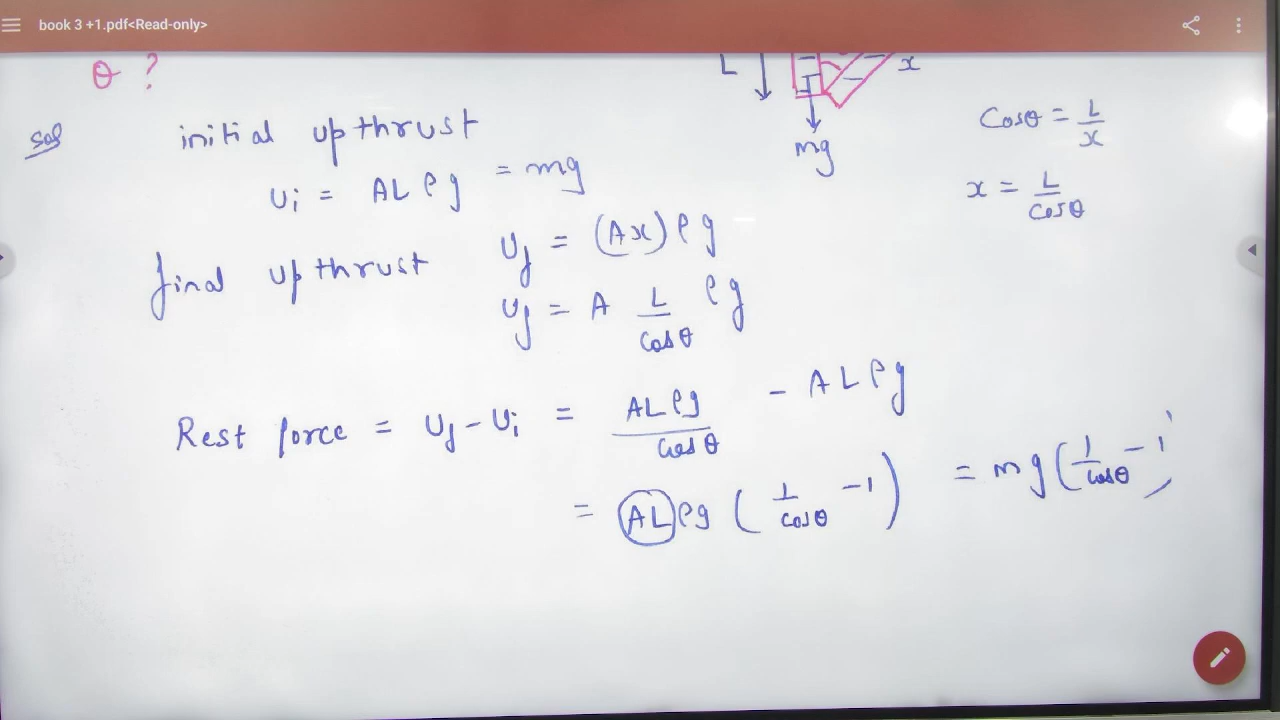 book 3 +1.pdf<Read-only>
θ ?
L x
mg
Cosθ = L/x
x = L/Cosθ
Sol initial upthrust
Ui = ALρg = mg
final upthrust Uf = (Ax)ρg
Uf = A L/Cosθ ρg
Rest force = Uf - Ui = ALρg/Cosθ - ALρg
= ALρg (1/Cosθ - 1) = mg(1/Cosθ - 1)